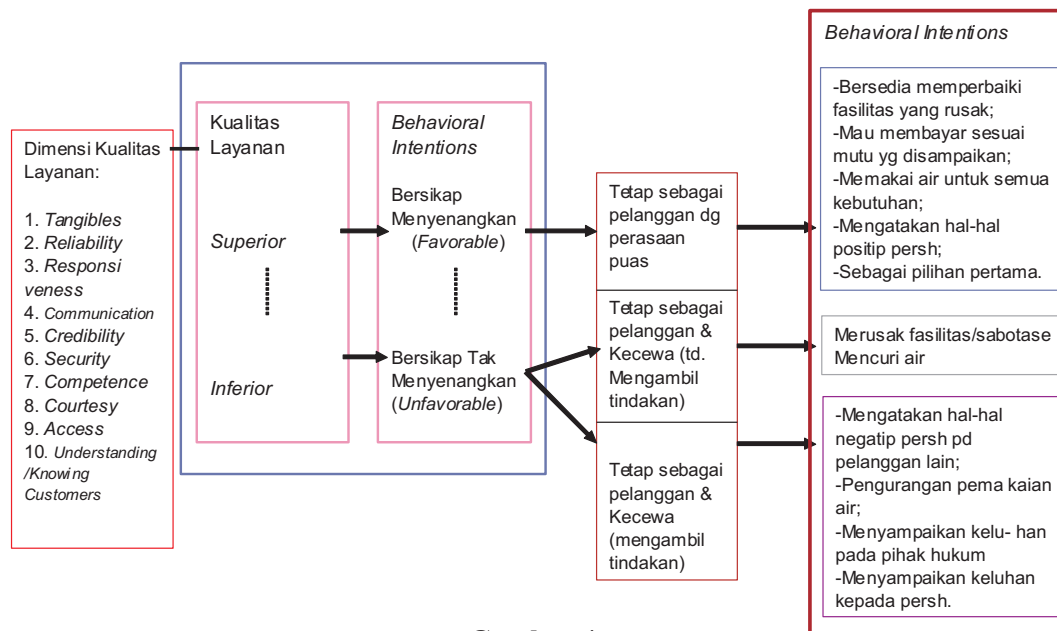 Dimensi Kualitas
Layanan:
1. Tangibles
2. Reliability
3. Responsi
veness
4. Communication
5. Credibility
6. Security
7. Competence
8. Courtesy
9. Access
10. Understanding
/Knowing
Customers
Kualitas
Layanan
Superior
Inferior
Behavioral
Intentions
Bersikap
Menyenangkan
(Favorable)
Bersikap Tak
Menyenangkan
(Unfavorable)
Tetap sebagai
pelanggan dg
perasaan
puas
Tetap sebagai
pelanggan &
Kecewa (td.
Mengambil
tindakan)
Tetap sebagai
pelanggan &
Kecewa
(mengambil
tindakan)
Behavioral Intentions
-Bersedia memperbaiki
fasilitas yang rusak;
-Mau membayar sesuai
mutu yg disampaikan;
-Memakai air untuk semua
kebutuhan;
-Mengatakan hal-hal
positip persh;
-Sebagai pilihan pertama.
Merusak fasilitas/sabotase
Mencuri air
-Mengatakan hal-hal
negatip persh pd
pelanggan lain;
-Pengurangan pema kaian
air;
-Menyampaikan kelu- han
pada pihak hukum
-Menyampaikan keluhan
kepada persh.